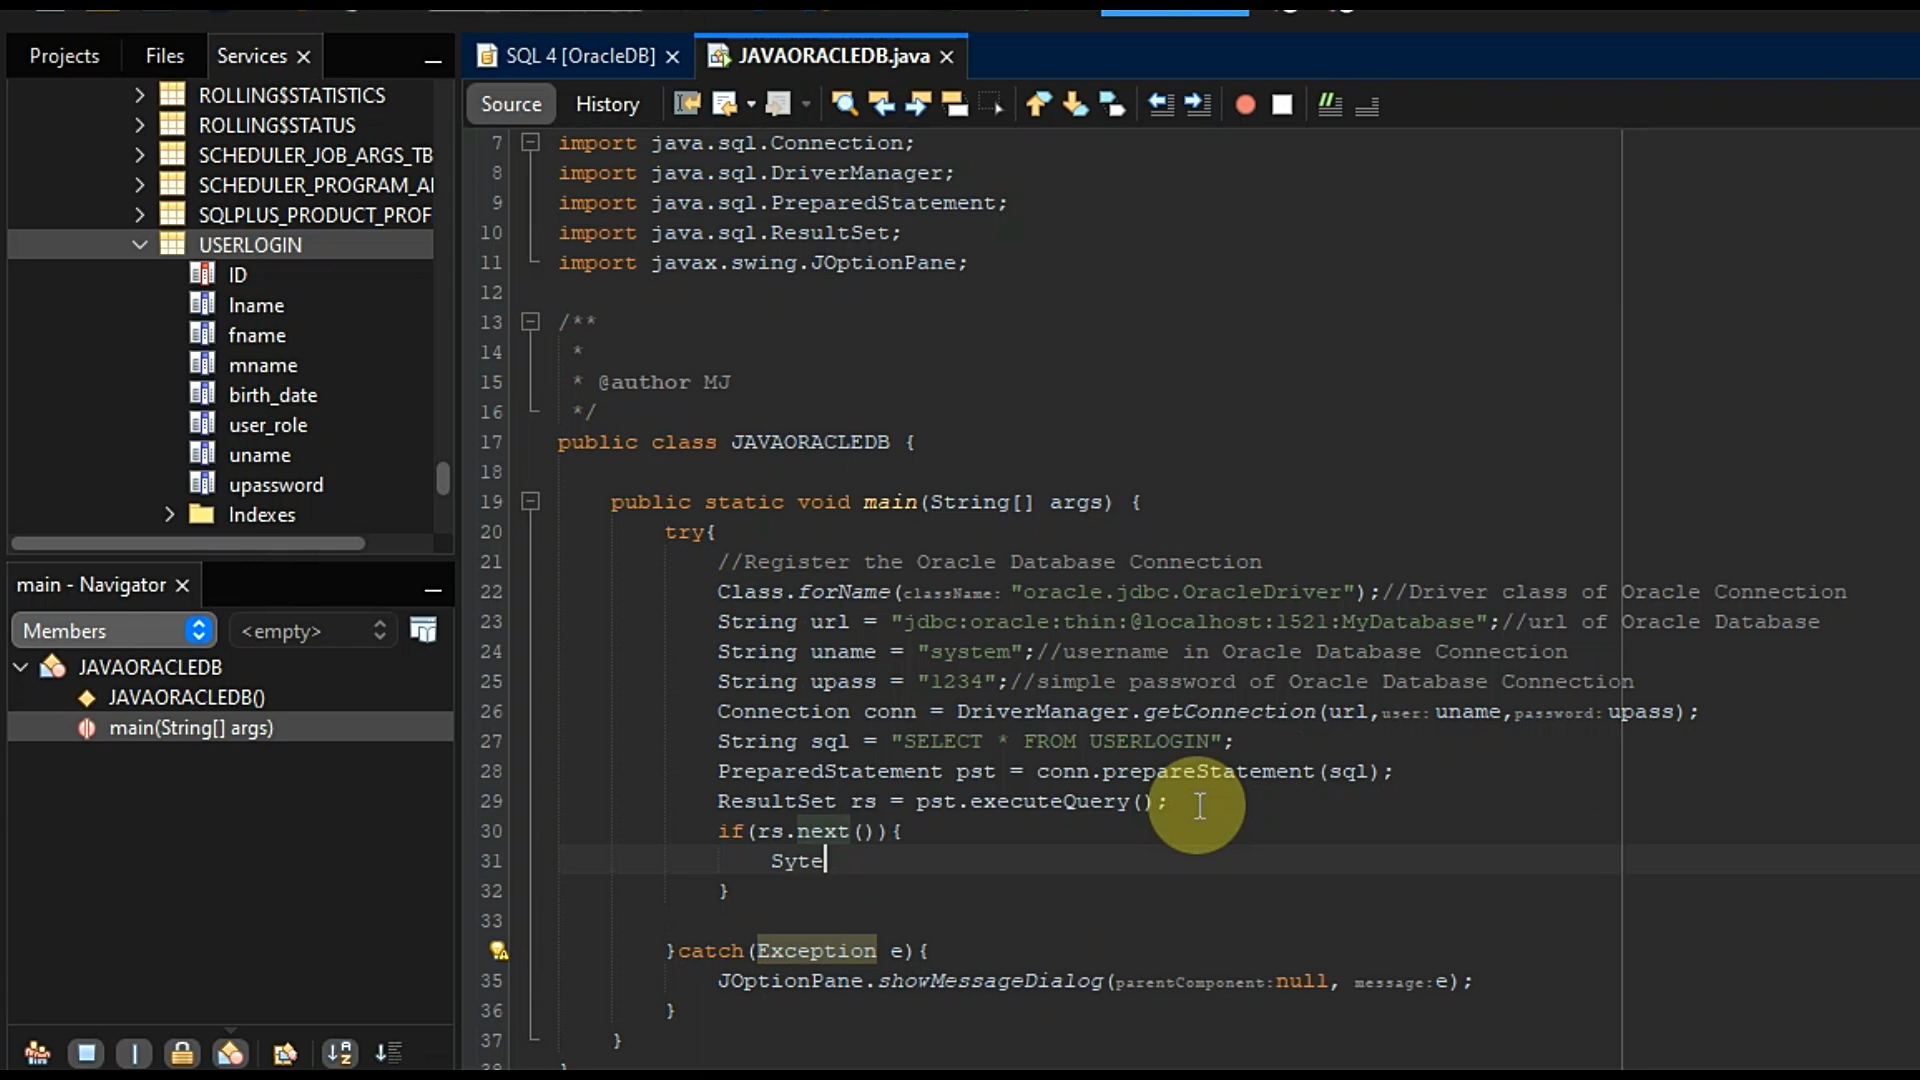 Projects Files Services
ROLLING$STATISTICS
ROLLING$STATUS
SCHEDULER_JOB_ARGS_TB
SCHEDULER_PROGRAM_A
SQLPLUS_PRODUCT_PROF
USERLOGIN
ID
lname
fname
mname
birth_date
user_role
uname
upassword
Indexes
main - Navigator
Members <empty>
JAVAORACLEDB
JAVAORACLEDB()
main(String[] args)
SQL 4 [OracleDB] JAVAORACLEDB.java
Source History
7 import java.sql.Connection;
8 import java.sql.DriverManager;
9 import java.sql.PreparedStatement;
10 import java.sql.ResultSet;
11 import javax.swing.JOptionPane;
12
13 /**
14 *
15 * @author MJ
16 */
17 public class JAVAORACLEDB {
18
19 public static void main(String[] args) {
20 try{
21 //Register the Oracle Database Connection
22 Class.forName(className: "oracle.jdbc.OracleDriver");//Driver class of Oracle Connection
23 String url = "jdbc:oracle:thin:@localhost:1521:MyDatabase";//url of Oracle Database
24 String uname = "system";//username in Oracle Database Connection
25 String upass = "1234";//simple password of Oracle Database Connection
26 Connection conn = DriverManager.getConnection(url,user: uname,password: upass);
27 String sql = "SELECT * FROM USERLOGIN";
28 PreparedStatement pst = conn.prepareStatement(sql);
29 ResultSet rs = pst.executeQuery();
30 if(rs.next()){
31 Syte
32 }
33
}catch(Exception e){
35 JOptionPane.showMessageDialog(parentComponent:null, message:e);
36 }
37 }